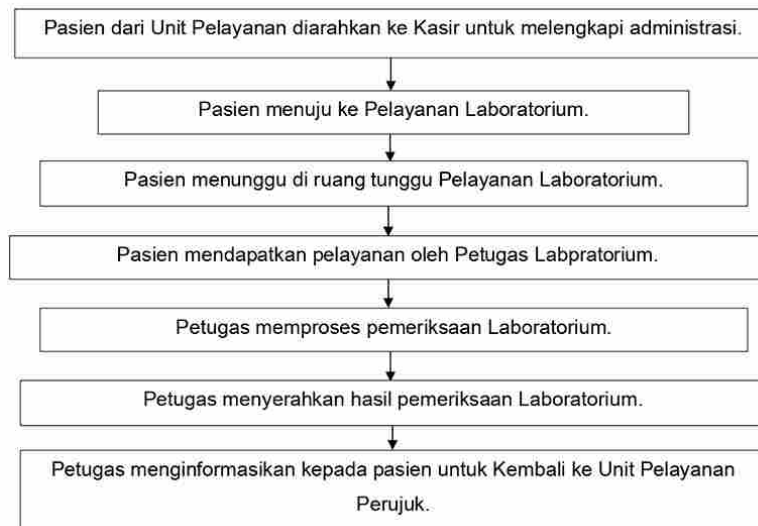 Pasien dari Unit Pelayanan diarahkan ke Kasir untuk melengkapi administrasi.
Pasien menuju ke Pelayanan Laboratorium.
Pasien menunggu di ruang tunggu Pelayanan Laboratorium.
Pasien mendapatkan pelayanan oleh Petugas Labpratorium.
Petugas memproses pemeriksaan Laboratorium.
Petugas menyerahkan hasil pemeriksaan Laboratorium.
Petugas menginformasikan kepada pasien untuk Kembali ke Unit Pelayanan
Perujuk.